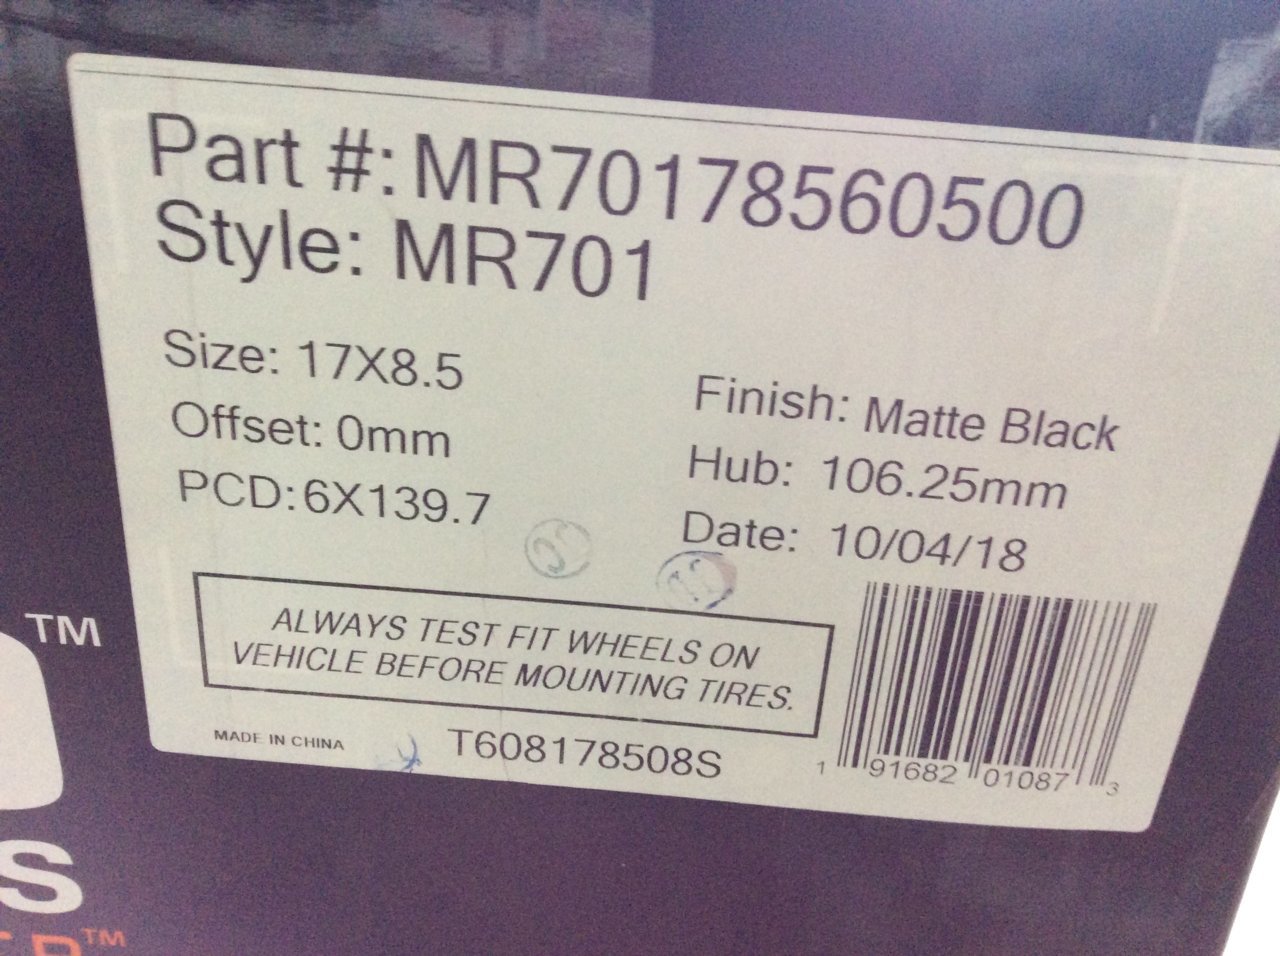 Part #: MR70178560500
Style: MR701
Size: 17X8.5
Offset: 0mm
PCD:6X139.7
Finish: Matte Black
Hub: 106.25mm
Date: 10/04/18
ALWAYS TEST FIT WHEELS ON
VEHICLE BEFORE MOUNTING TIRES.
MADE IN CHINA
T608178508S
1 91682 01087 3
TM
S
TM